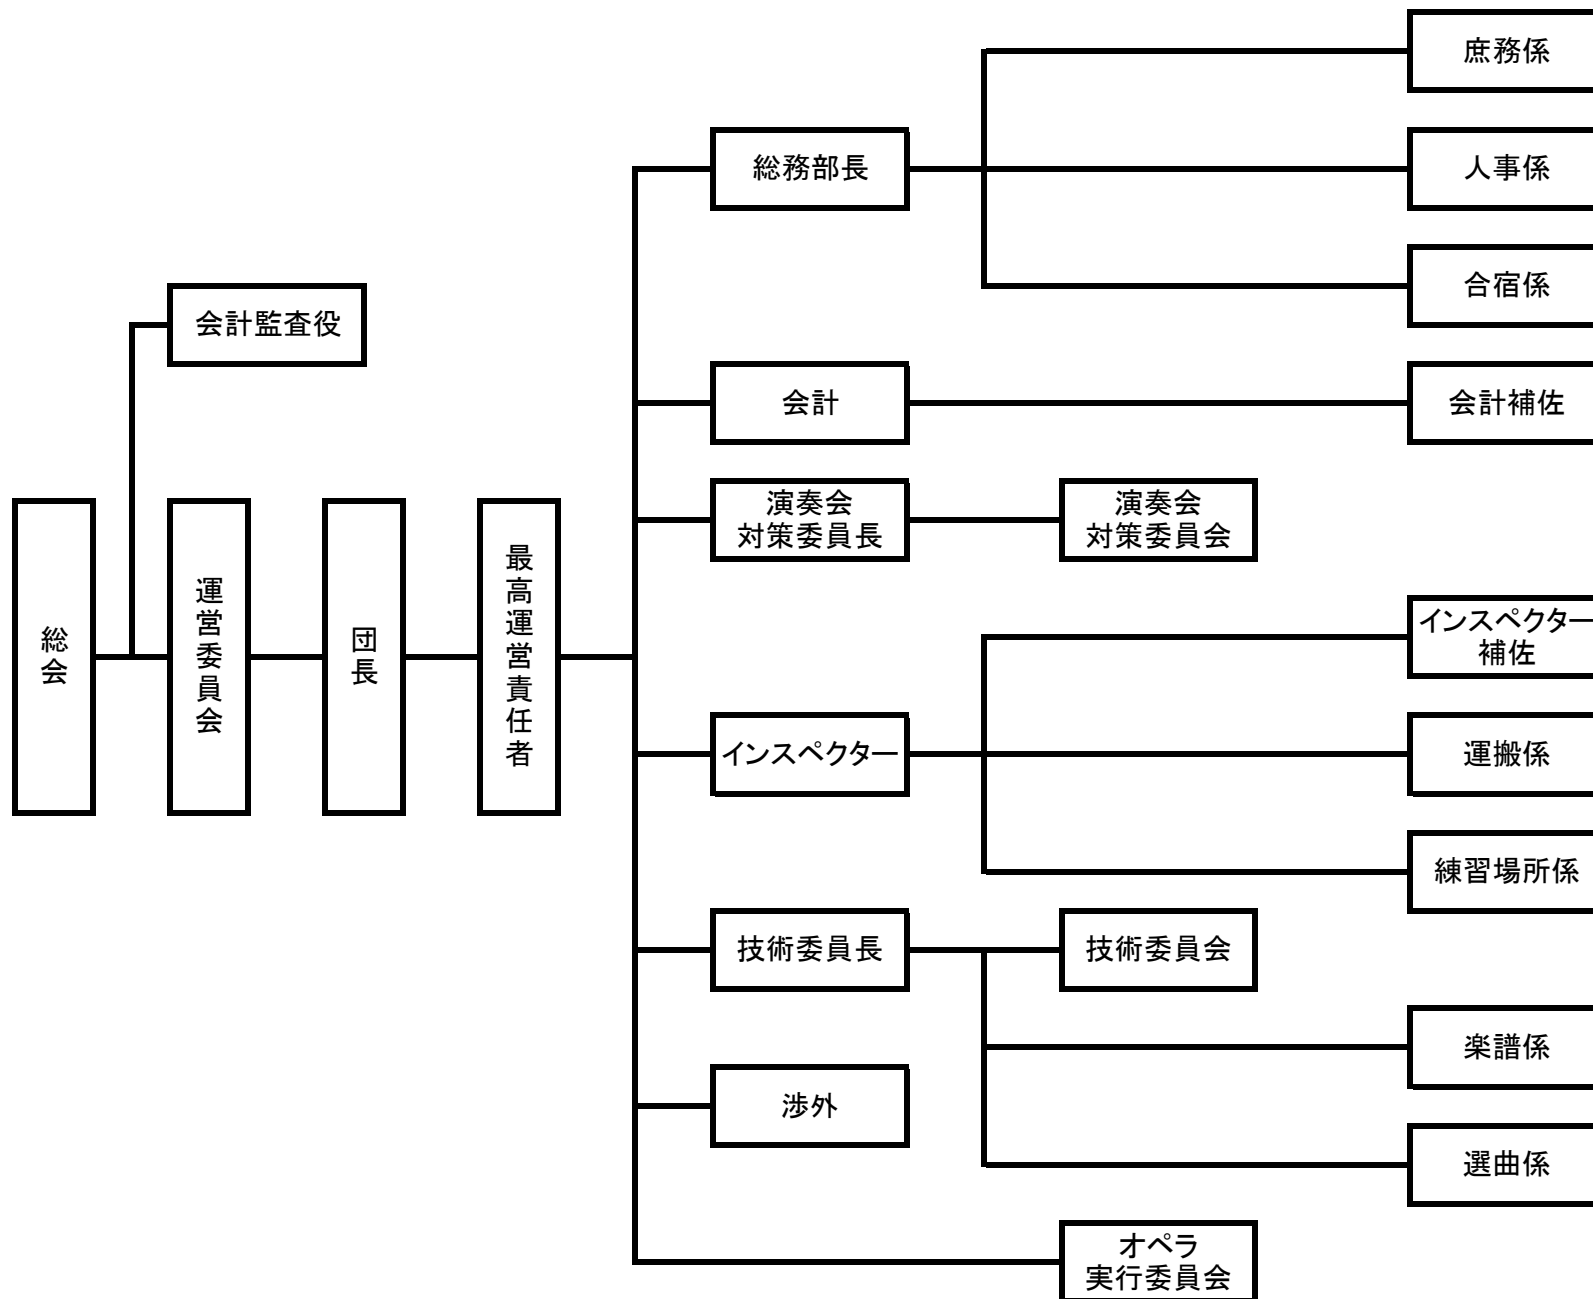 庶務係
総務部長
人事係
合宿係
会計監査役
会計
会計補佐
演奏会
対策委員長
演奏会
対策委員会
総会
運営委員会
団長
最高運営責任者
インスペクター
補佐
インスペクター
運搬係
練習場所係
技術委員長
技術委員会
楽譜係
渉外
選曲係
オペラ
実行委員会